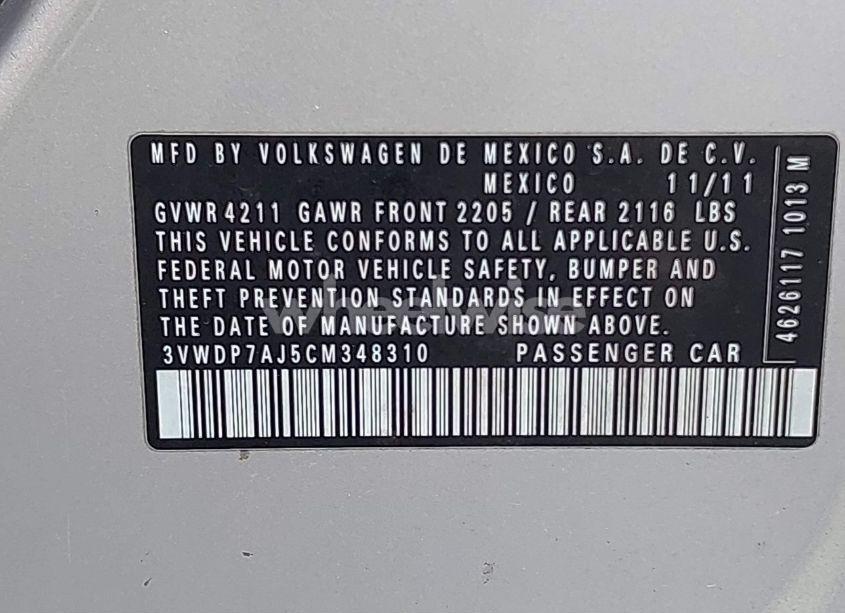 MFD BY VOLKSWAGEN DE MEXICO S.A. DE C.V.
MEXICO 11/11
GVWR 4211 GAWR FRONT 2205 / REAR 2116 LBS
THIS VEHICLE CONFORMS TO ALL APPLICABLE U.S.
FEDERAL MOTOR VEHICLE SAFETY, BUMPER AND
THEFT PREVENTION STANDARDS IN EFFECT ON
THE DATE OF MANUFACTURE SHOWN ABOVE.
3VWDP7AJ5CM348310 PASSENGER CAR
4626117 1013 M
wheelwise